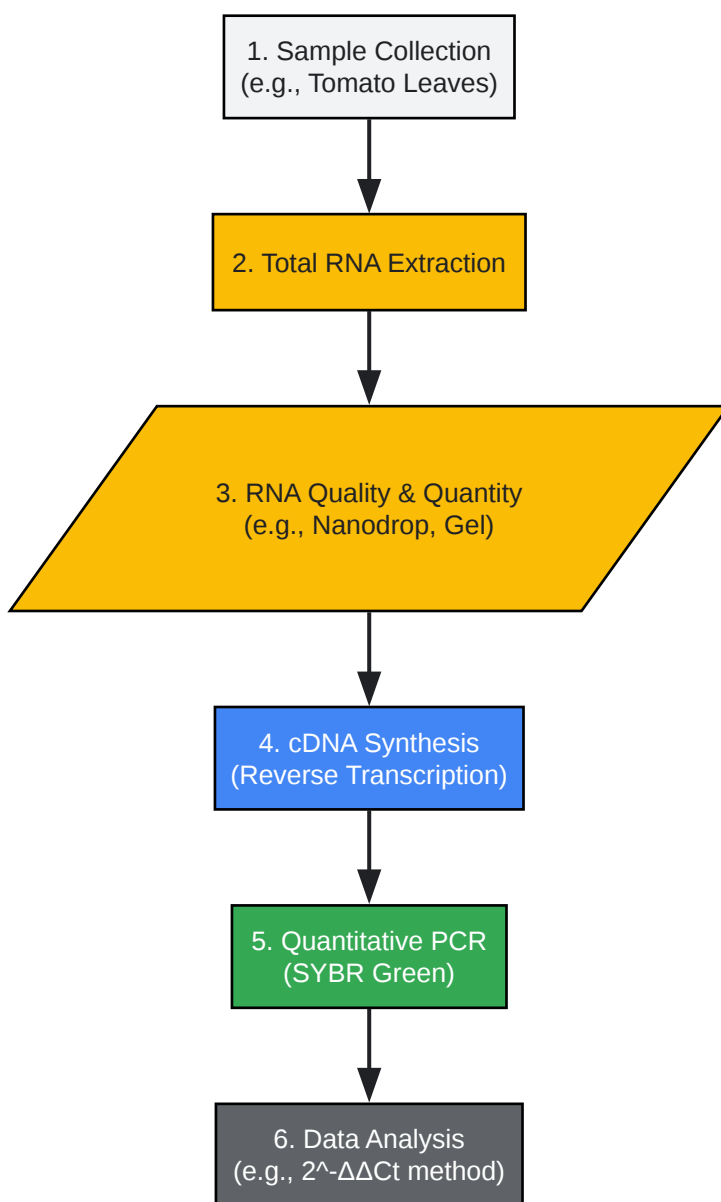 1. Sample Collection
(e.g., Tomato Leaves)
2. Total RNA Extraction
3. RNA Quality & Quantity
(e.g., Nanodrop, Gel)
4. cDNA Synthesis
(Reverse Transcription)
5. Quantitative PCR
(SYBR Green)
6. Data Analysis
(e.g., 2^-ΔΔCt method)